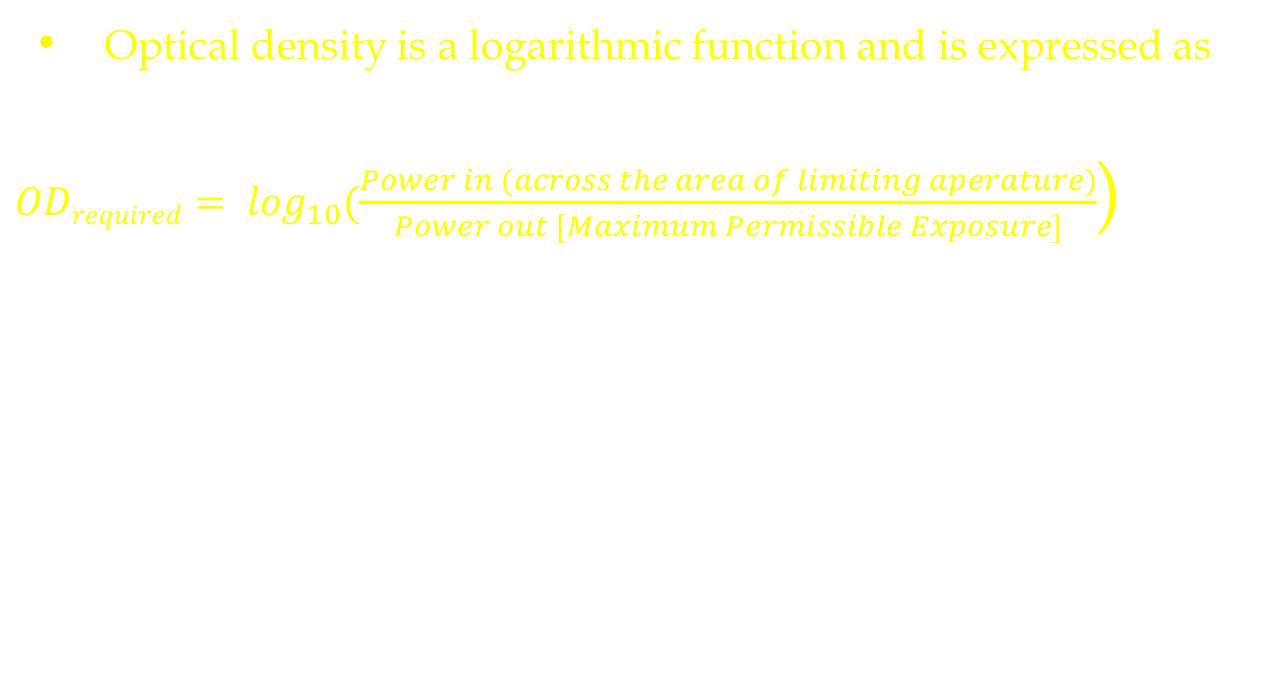 • Optical density is a logarithmic function and is expressed as
OD_required = log_10(Power in (across the area of limiting aperature) / Power out [Maximum Permissible Exposure])